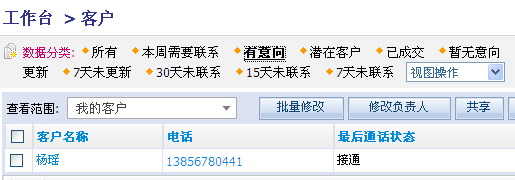 工作台 > 客户
数据分类: 所有 本周需要联系 有意向 潜在客户 已成交 暂无意向
更新 7天未更新 30天未联系 15天未联系 7天未联系 视图操作
查看范围: 我的客户 批量修改 修改负责人 共享
客户名称 电话 最后通话状态
杨瑶 13856780441 接通